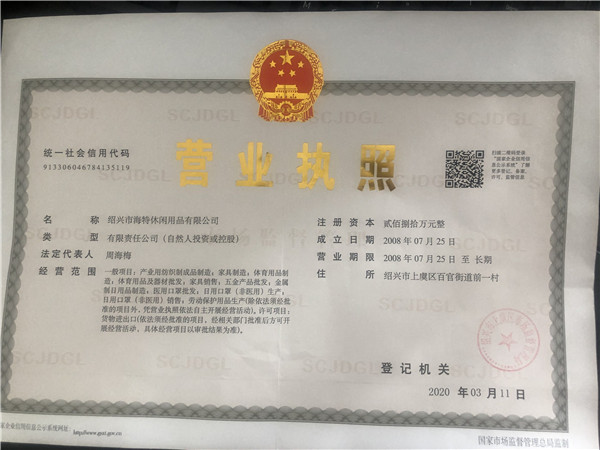 统一社会信用代码
913306046784135119
营业执照
扫描二维码登录
“国家企业信用信
息公示系统”了解
更多登记、备案、
许可、监管信息
名称 绍兴市海特休闲用品有限公司
类型 有限责任公司(自然人投资或控股)
法定代表人 周海梅
经营范围 一般项目:产业用纺织制成品制造;家具制造;体育用品制
造;体育用品及器材批发;家具销售;五金产品批发;金属
制日用品制造;医用口罩批发;日用口罩(非医用)生产;
日用口罩(非医用)销售;劳动保护用品生产(除依法须经批
准的项目外,凭营业执照依法自主开展经营活动)。许可项目:
货物进出口(依法须经批准的项目,经相关部门批准后方可开
展经营活动,具体经营项目以审批结果为准)。
注册资本 贰佰捌拾万元整
成立日期 2008年07月25日
营业期限 2008年07月25日至长期
住所 绍兴市上虞区百官街道前一村
登记机关
2020年03月11日
家企业信用信息公示系统网址: http://www.gsxt.gov.cn
国家市场监督管理总局监制
SCJDGL